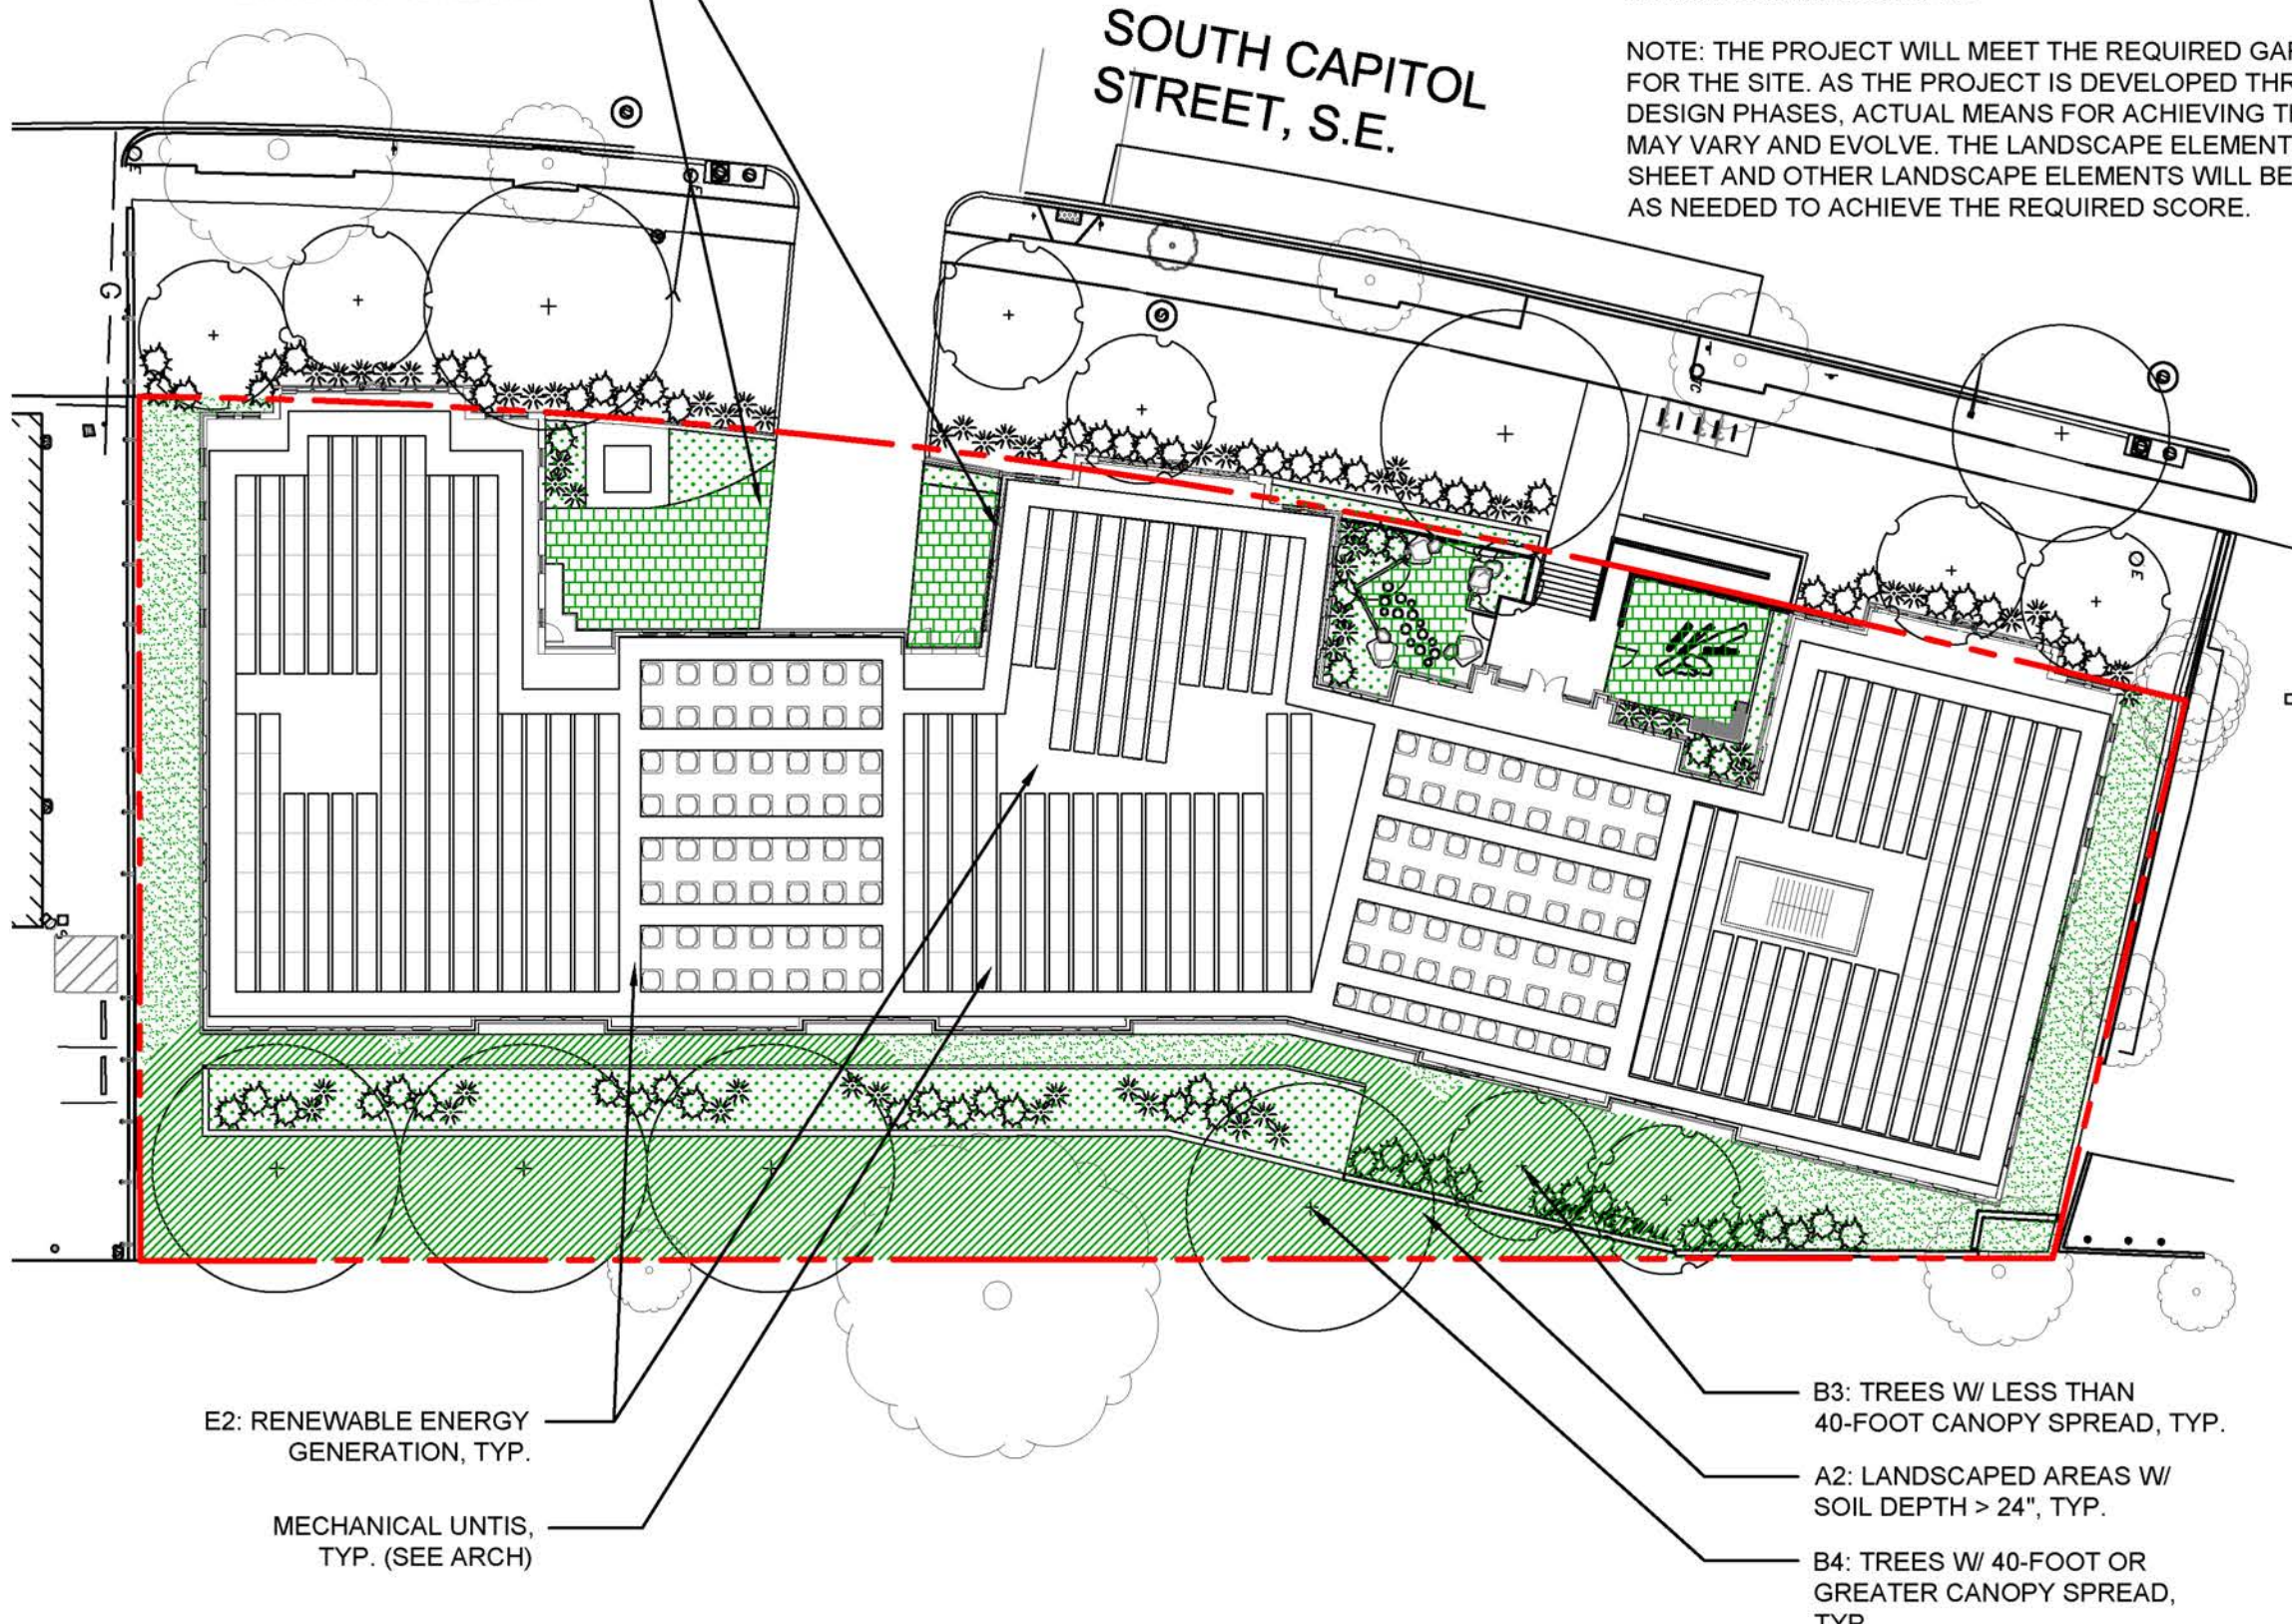 SOUTH CAPITOL
STREET, S.E.
NOTE: THE PROJECT WILL MEET THE REQUIRED
FOR THE SITE. AS THE PROJECT IS DEVELOPED
DESIGN PHASES, ACTUAL MEANS FOR ACHIEVING
MAY VARY AND EVOLVE. THE LANDSCAPE ELEMENT
SHEET AND OTHER LANDSCAPE ELEMENTS WILL BE
AS NEEDED TO ACHIEVE THE REQUIRED SCORE.
G
E
E
E2: RENEWABLE ENERGY
GENERATION, TYP.
MECHANICAL UNTIS,
TYP. (SEE ARCH)
B3: TREES W/ LESS THAN
40-FOOT CANOPY SPREAD, TYP.
A2: LANDSCAPED AREAS W/
SOIL DEPTH > 24", TYP.
B4: TREES W/ 40-FOOT OR
GREATER CANOPY SPREAD,
TYP.